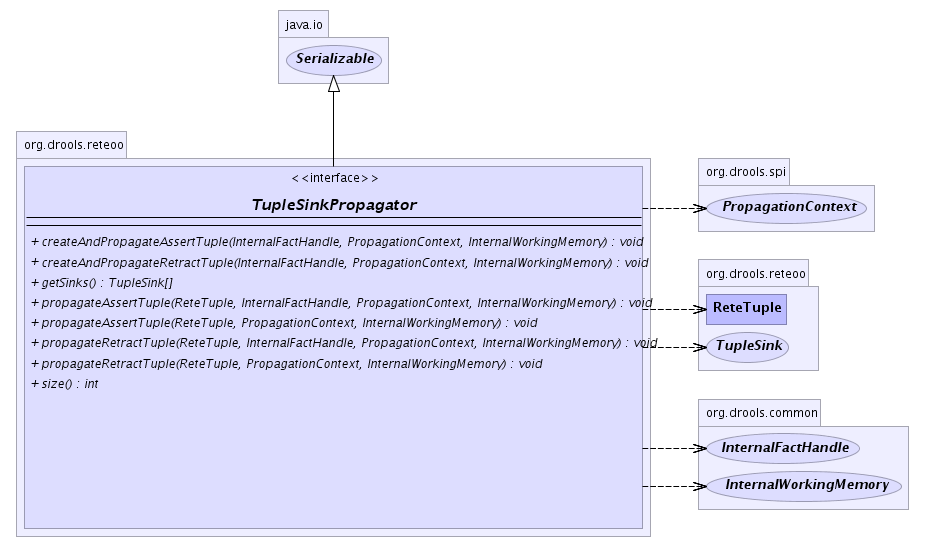 java.io
Serializable
org.drools.reteoo
<<interface>>
TupleSinkPropagator
+ createAndPropagateAssertTuple(InternalFactHandle, PropagationContext, InternalWorkingMemory) : void
+ createAndPropagateRetractTuple(InternalFactHandle, PropagationContext, InternalWorkingMemory) : void
+ getSinks() : TupleSink[]
+ propagateAssertTuple(ReteTuple, InternalFactHandle, PropagationContext, InternalWorkingMemory) : void
+ propagateAssertTuple(ReteTuple, PropagationContext, InternalWorkingMemory) : void
+ propagateRetractTuple(ReteTuple, InternalFactHandle, PropagationContext, InternalWorkingMemory) : void
+ propagateRetractTuple(ReteTuple, PropagationContext, InternalWorkingMemory) : void
+ size() : int
org.drools.spi
PropagationContext
org.drools.reteoo
ReteTuple
TupleSink
org.drools.common
InternalFactHandle
InternalWorkingMemory